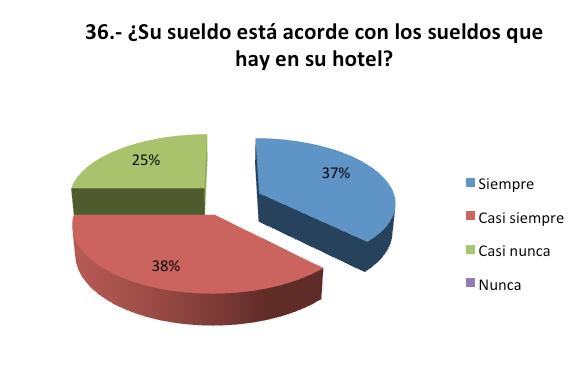 36.- ¿Su sueldo está acorde con los sueldos que
hay en su hotel?
25%
37%
38%
Siempre
Casi siempre
Casi nunca
Nunca